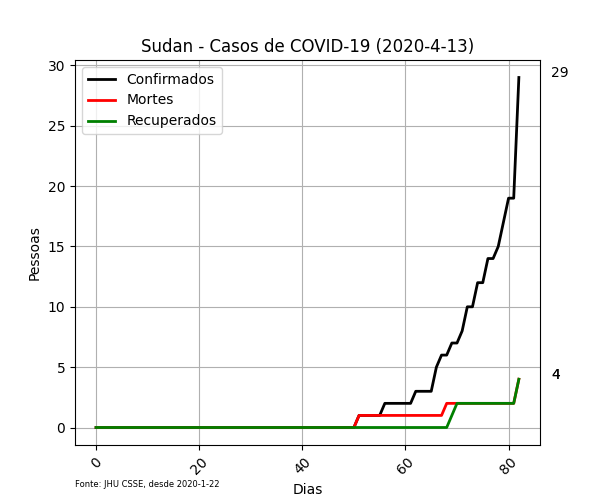 Sudan - Casos de COVID-19 (2020-4-13)
Confirmados
Mortes
Recuperados
30
25
20
15
10
5
0
Pessoas
29
4
0
20
40
60
80
Dias
Fonte: JHU CSSE, desde 2020-1-22